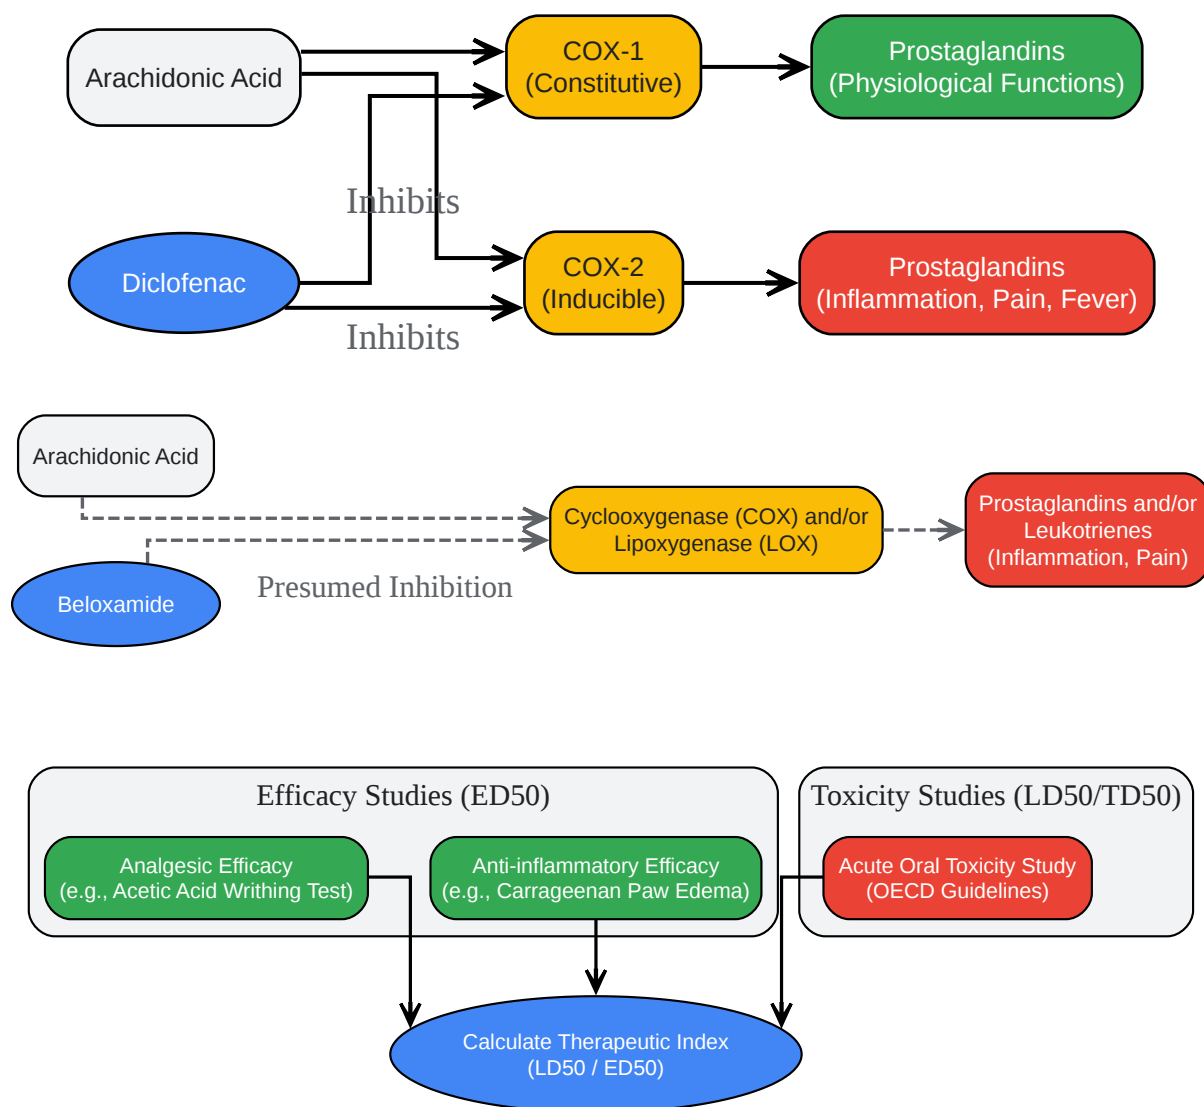 Arachidonic Acid
COX-1
(Constitutive)
Prostaglandins
(Physiological Functions)
Inhibits
Diclofenac
COX-2
(Inducible)
Prostaglandins
(Inflammation, Pain, Fever)
Inhibits
Arachidonic Acid
Cyclooxygenase (COX) and/or
Lipoxygenase (LOX)
Prostaglandins and/or
Leukotrienes
(Inflammation, Pain)
Presumed Inhibition
Beloxamide
Efficacy Studies (ED50)
Analgesic Efficacy
(e.g., Acetic Acid Writhing Test)
Anti-inflammatory Efficacy
(e.g., Carrageenan Paw Edema)
Toxicity Studies (LD50/TD50)
Acute Oral Toxicity Study
(OECD Guidelines)
Calculate Therapeutic Index
(LD50 / ED50)